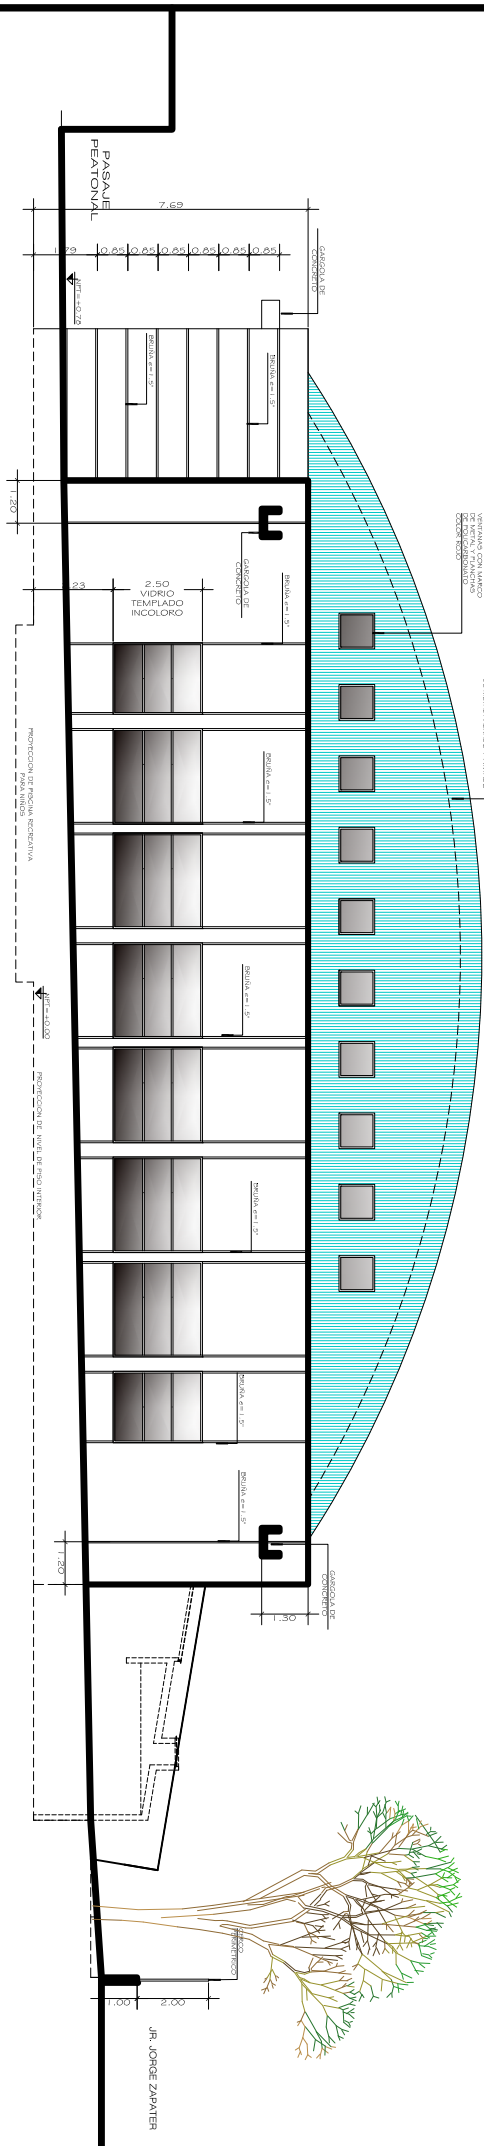 PASAJE
PEATONAL
7.69
1.79
0.85
0.85
0.85
0.85
0.85
0.85
NPT=+0.78
GARGOLA DE
CONCRETO
BRUÑA e=1.5"
BRUÑA e=1.5"
1.20
GARGOLA DE
CONCRETO
VENTANAS CON MARCO
DE METAL Y PLANCHAS
DE POLICARBONATO
COLOR ROJO
.23
2.50
VIDRIO
TEMPLADO
INCOLORO
BRUÑA e=1.5"
PROYECCION DE PISCINA RECREATIVA
PARA NIÑOS
BRUÑA e=1.5"
BRUÑA e=1.5"
NPT=+0.00
PROYECCION DE NIVEL DE PISO INTERIOR
BRUÑA e=1.5"
BRUÑA e=1.5"
BRUÑA e=1.5"
1.20
GARGOLA DE
CONCRETO
1.30
1.00
2.00
JR. JORGE ZAPATER